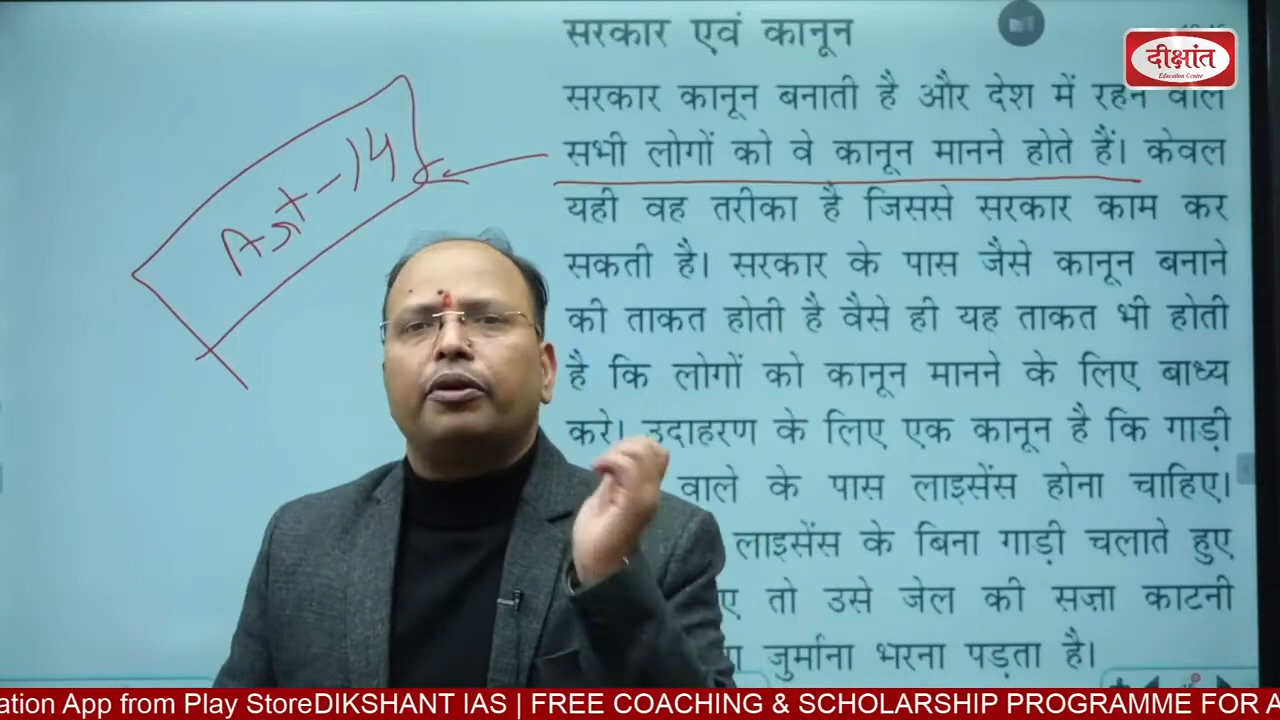 सरकार एवं कानून
दीक्षांत
Education Centre
सरकार कानून बनाती है और देश में रहने वाले
सभी लोगों को वे कानून मानने होते हैं। केवल
यही वह तरीका है जिससे सरकार काम कर
सकती है। सरकार के पास जैसे कानून बनाने
की ताकत होती है वैसे ही यह ताकत भी होती
है कि लोगों को कानून मानने के लिए बाध्य
करे। उदाहरण के लिए एक कानून है कि गाड़ी
वाले के पास लाइसेंस होना चाहिए।
लाइसेंस के बिना गाड़ी चलाते हुए
तो उसे जेल की सज़ा काटनी
जुर्माना भरना पड़ता है।
Art-14
ation App from Play StoreDIKSHANT IAS | FREE COACHING & SCHOLARSHIP PROGRAMME FOR A